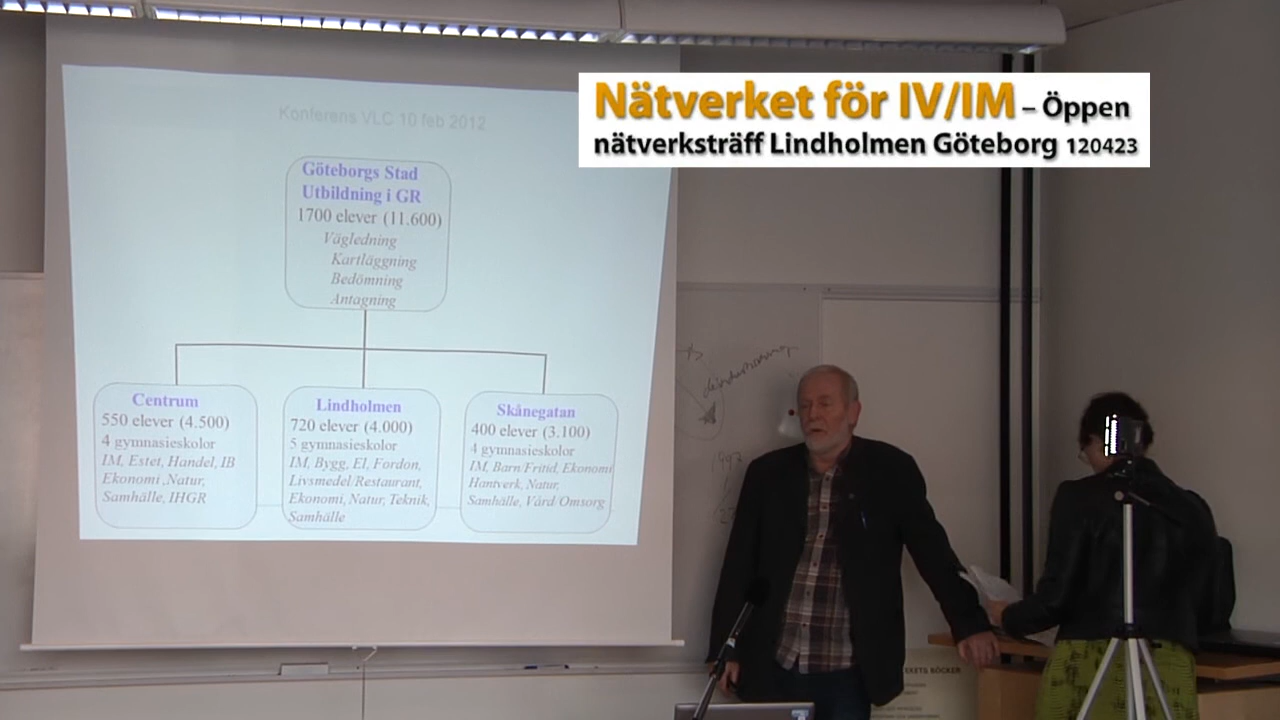 Nätverket för IV/IM – Öppen
nätverksträff Lindholmen Göteborg 120423
Konferens VLC 10 feb 2012
Göteborgs Stad
Utbildning i GR
1700 elever (11.600)
Vägledning
Kartläggning
Bedömning
Antagning
Centrum
550 elever (4.500)
4 gymnasieskolor
IM, Estet, Handel, IB
Ekonomi ,Natur,
Samhälle, IHGR
Lindholmen
720 elever (4.000)
5 gymnasieskolor
IM, Bygg, El, Fordon,
Livsmedel/Restaurant,
Ekonomi, Natur, Teknik,
Samhälle
Skånegatan
400 elever (3.100)
4 gymnasieskolor
IM, Barn/Fritid, Ekonomi
Hantverk, Natur,
Samhälle, Vård/Omsorg
BÖCKER